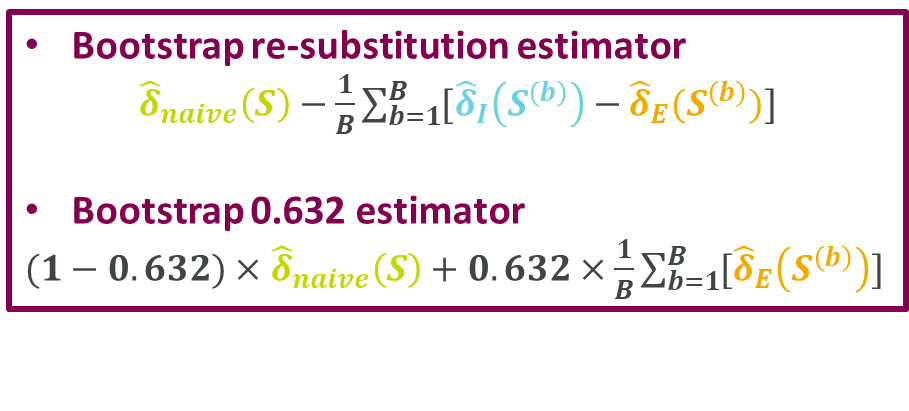 • Bootstrap re-substitution estimator
δ̂_naive(S) − 1/B ∑_{b=1}^{B}[δ̂_I(S^(b)) − δ̂_E(S^(b))]
• Bootstrap 0.632 estimator
(1 − 0.632) × δ̂_naive(S) + 0.632 × 1/B ∑_{b=1}^{B}[δ̂_E(S^(b))]